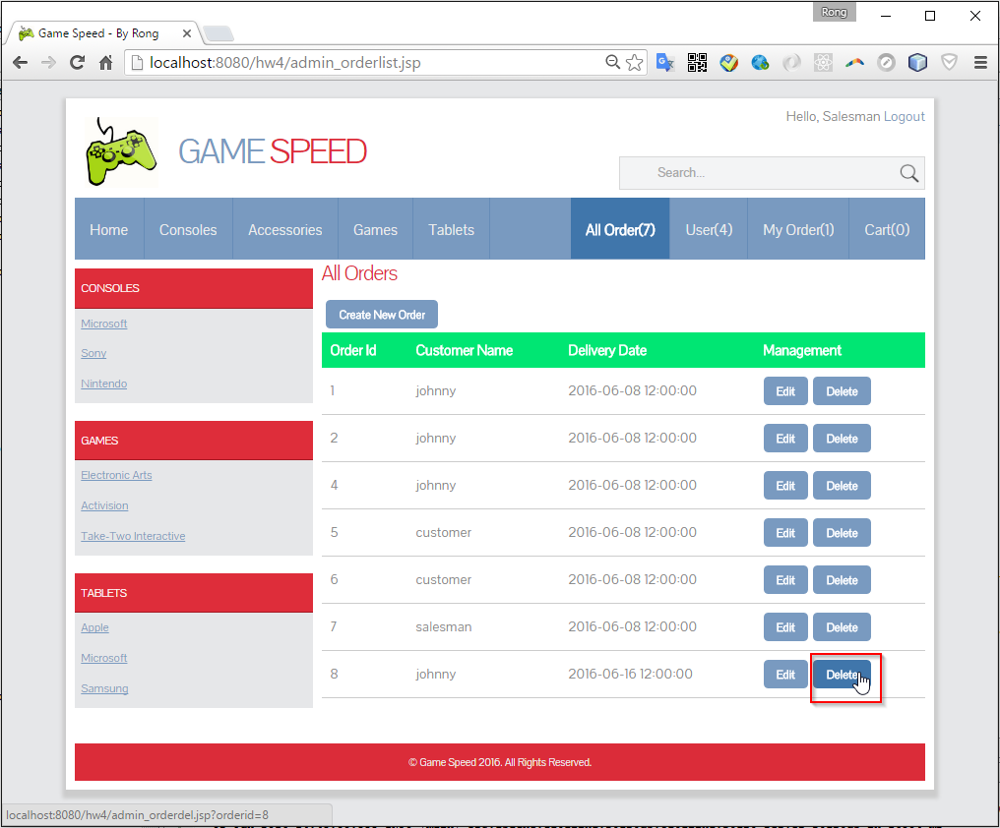 Rong
Game Speed - By Rong
localhost:8080/hw4/admin_orderlist.jsp
Hello, Salesman Logout
GAME SPEED
Search...
Home Consoles Accessories Games Tablets All Order(7) User(4) My Order(1) Cart(0)
CONSOLES
Microsoft
Sony
Nintendo
GAMES
Electronic Arts
Activision
Take-Two Interactive
TABLETS
Apple
Microsoft
Samsung
All Orders
Create New Order
Order Id Customer Name Delivery Date Management
1 johnny 2016-06-08 12:00:00 Edit Delete
2 johnny 2016-06-08 12:00:00 Edit Delete
4 johnny 2016-06-08 12:00:00 Edit Delete
5 customer 2016-06-08 12:00:00 Edit Delete
6 customer 2016-06-08 12:00:00 Edit Delete
7 salesman 2016-06-08 12:00:00 Edit Delete
8 johnny 2016-06-16 12:00:00 Edit Delete
© Game Speed 2016. All Rights Reserved.
localhost:8080/hw4/admin_orderdel.jsp?orderid=8